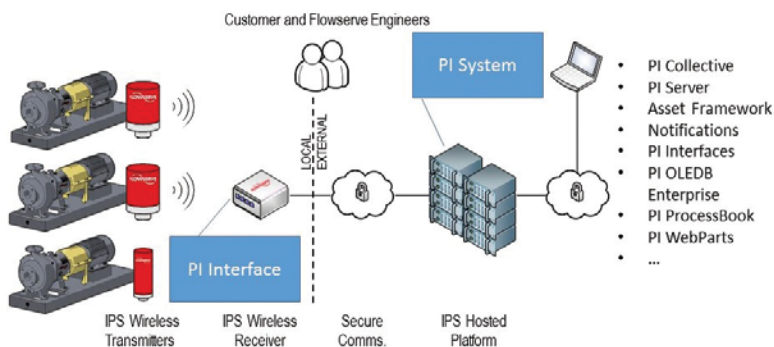 Customer and Flowserve Engineers
PI System
PI Interface
LOCAL
EXTERNAL
IPS Wireless
Transmitters
IPS Wireless
Receiver
Secure
Comms.
IPS Hosted
Platform
• PI Collective
• PI Server
• Asset Framework
• Notifications
• PI Interfaces
• PI OLEDB
Enterprise
• PI ProcessBook
• PI WebParts
• ...